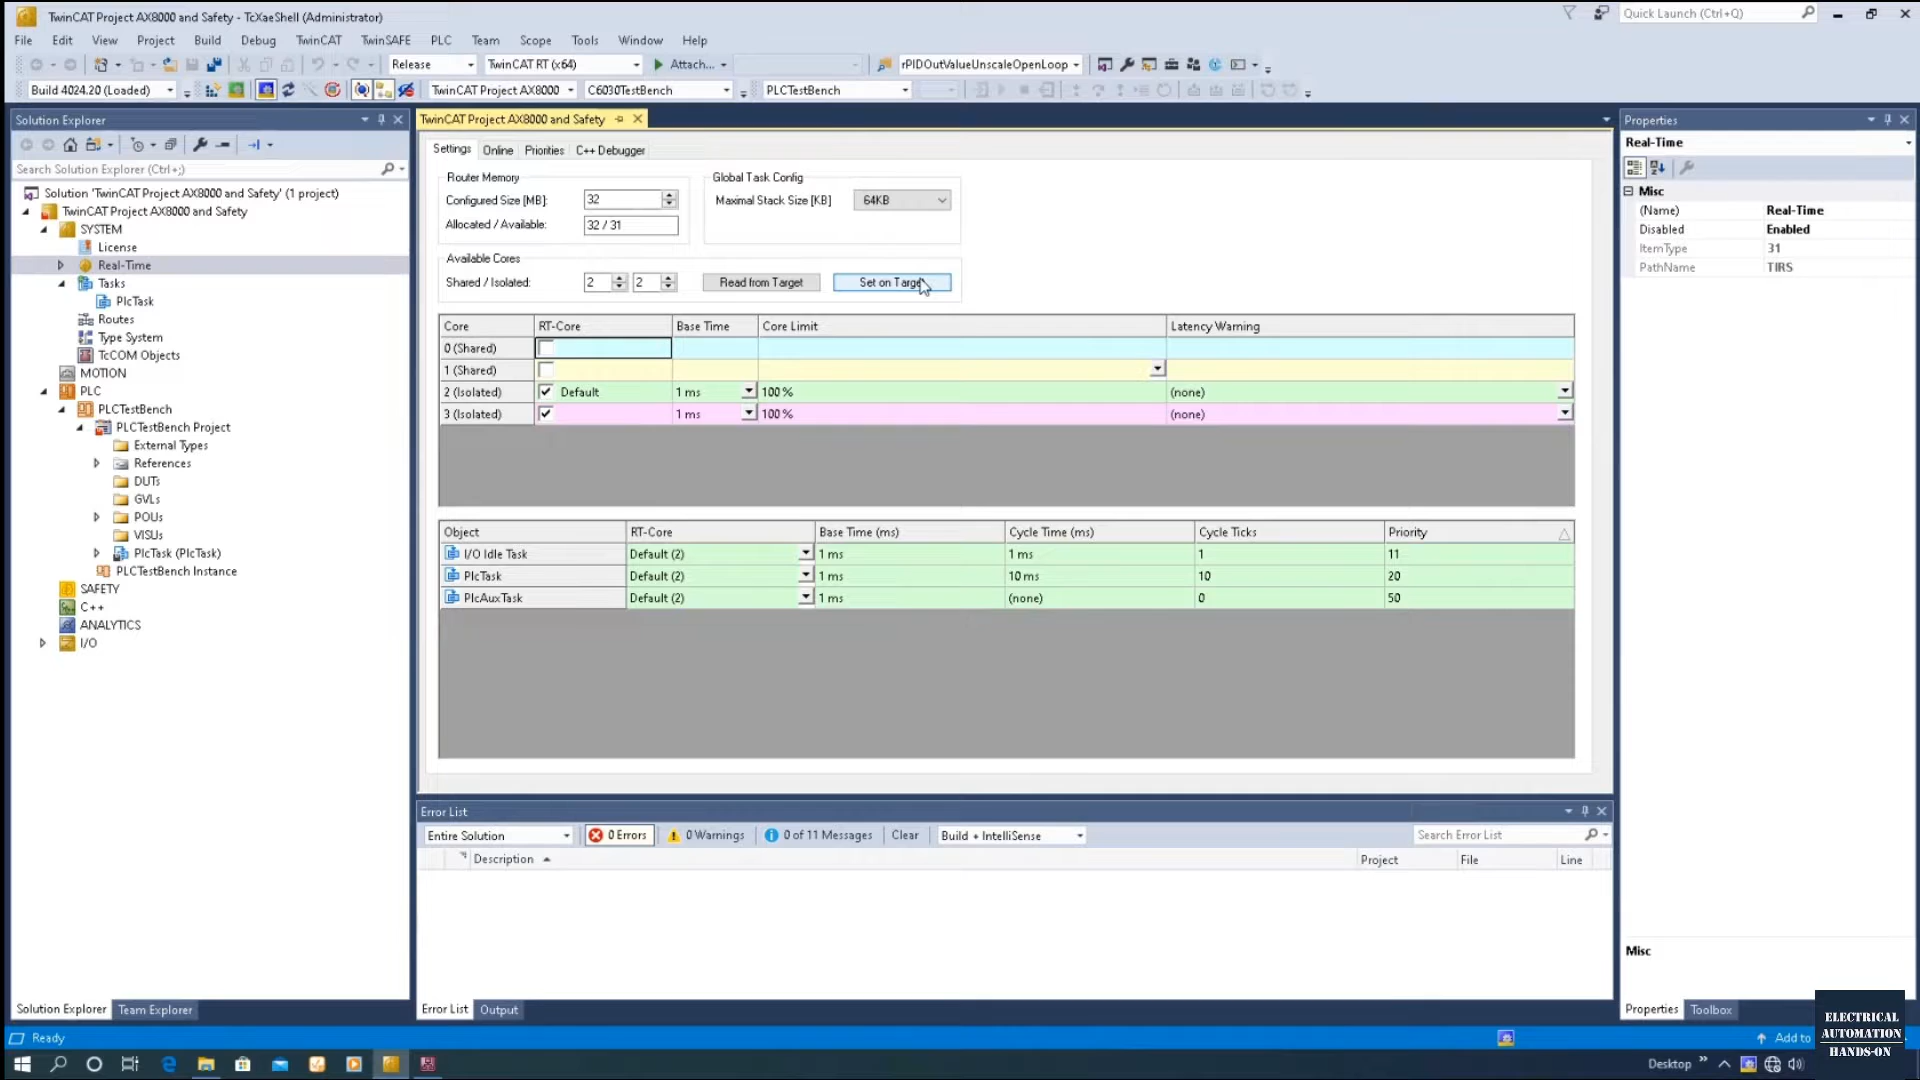 TwinCAT Project AX8000 and Safety - TcXaeShell (Administrator)
Quick Launch (Ctrl+Q)
File Edit View Project Build Debug TwinCAT TwinSAFE PLC Team Scope Tools Window Help
Release TwinCAT RT (x64) Attach... rPIDOutValueUnscaleOpenLoop
Build 4024.20 (Loaded) TwinCAT Project AX8000 C6030TestBench PLCTestBench
Solution Explorer
Search Solution Explorer (Ctrl+;)
Solution 'TwinCAT Project AX8000 and Safety' (1 project)
TwinCAT Project AX8000 and Safety
SYSTEM
License
Real-Time
Tasks
PlcTask
Routes
Type System
TcCOM Objects
MOTION
PLC
PLCTestBench
PLCTestBench Project
External Types
References
DUTs
GVLs
POUs
VISUs
PlcTask (PlcTask)
PLCTestBench Instance
SAFETY
C++
ANALYTICS
I/O
Solution Explorer Team Explorer
TwinCAT Project AX8000 and Safety
Settings Online Priorities C++ Debugger
Router Memory
Configured Size [MB]: 32
Allocated / Available: 32 / 31
Global Task Config
Maximal Stack Size [KB] 64KB
Available Cores
Shared / Isolated: 2 2 Read from Target Set on Target
Core RT-Core Base Time Core Limit Latency Warning
0 (Shared)
1 (Shared)
2 (Isolated) Default 1 ms 100 % (none)
3 (Isolated) 1 ms 100 % (none)
Object RT-Core Base Time (ms) Cycle Time (ms) Cycle Ticks Priority
I/O Idle Task Default (2) 1 ms 1 ms 1 11
PlcTask Default (2) 1 ms 10 ms 10 20
PlcAuxTask Default (2) 1 ms (none) 0 50
Error List
Entire Solution 0 Errors 0 Warnings 0 of 11 Messages Clear Build + IntelliSense Search Error List
Description Project File Line
Error List Output
Properties
Real-Time
Misc
(Name) Real-Time
Disabled Enabled
ItemType 31
PathName TIRS
Misc
Properties Toolbox
Ready
Add to
Desktop
ELECTRICAL
AUTOMATION
HANDS-ON